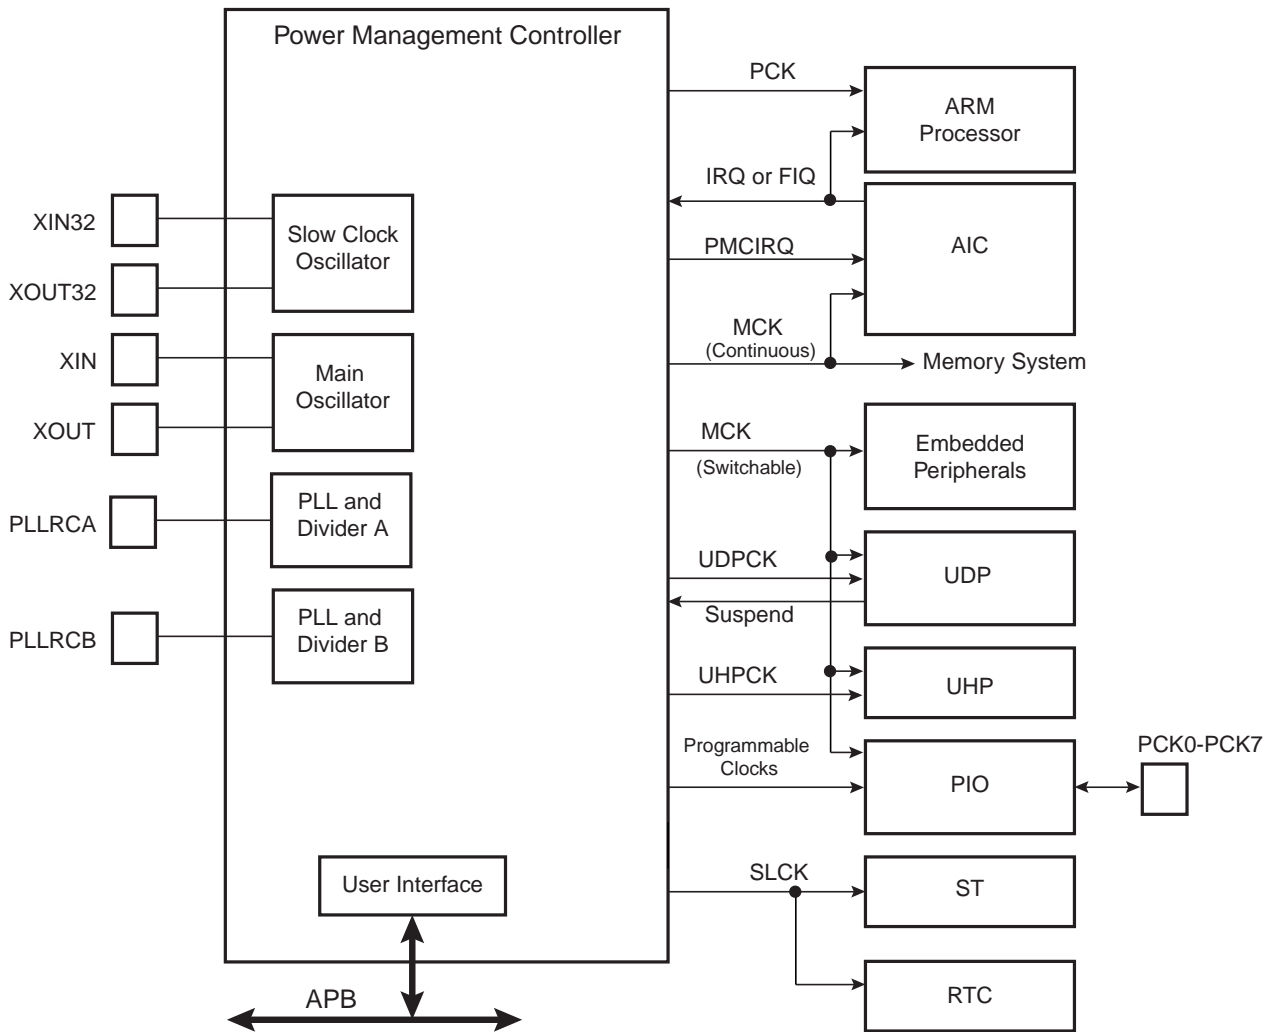 Power Management Controller
PCK
ARM
Processor
IRQ or FIQ
XIN32
Slow Clock
Oscillator
PMCIRQ
AIC
XOUT32
MCK
(Continuous)
Memory System
XIN
Main
Oscillator
XOUT
MCK
(Switchable)
Embedded
Peripherals
PLLRCA
PLL and
Divider A
UDPCK
UDP
Suspend
PLLRCB
PLL and
Divider B
UHPCK
UHP
Programmable
Clocks
PIO
PCK0-PCK7
User Interface
SLCK
ST
APB
RTC